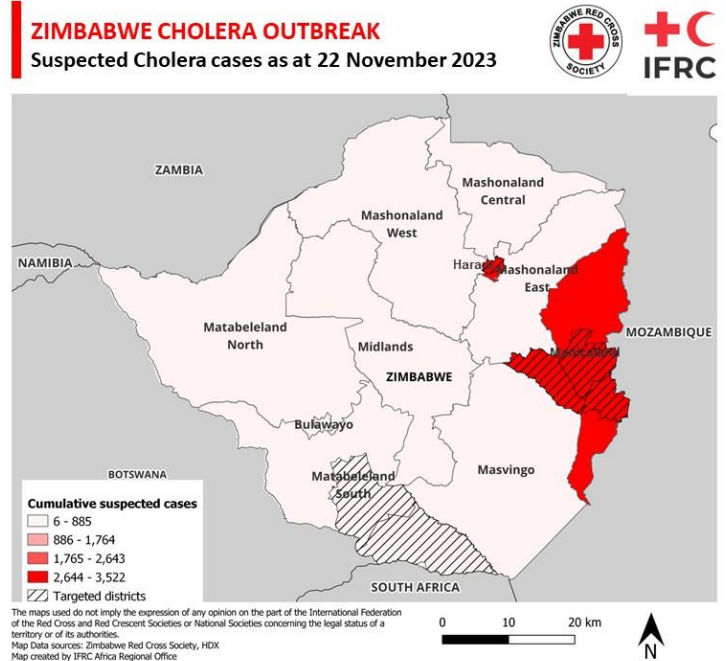 ZIMBABWE CHOLERA OUTBREAK
Suspected Cholera cases as at 22 November 2023
ZIMBABWE RED CROSS
SOCIETY
IFRC
ZAMBIA
Mashonaland
Central
Mashonaland
West
NAMIBIA
Mashonaland
East
MOZAMBIQUE
Matabeleland
North
Midlands
ZIMBABWE
Bulawayo
Masvingo
BOTSWANA
Matabeleland
South
SOUTH AFRICA
Cumulative suspected cases
6 - 885
886 - 1,764
1,765 - 2,643
2,644 - 3,522
Targeted districts
The maps used do not imply the expression of any opinion on the part of the International Federation
of the Red Cross and Red Crescent Societies or National Societies concerning the legal status of a
territory or of its authorities.
Map Data sources: Zimbabwe Red Cross Society, HDX
Map created by IFRC Africa Regional Office
0 10 20 km
N